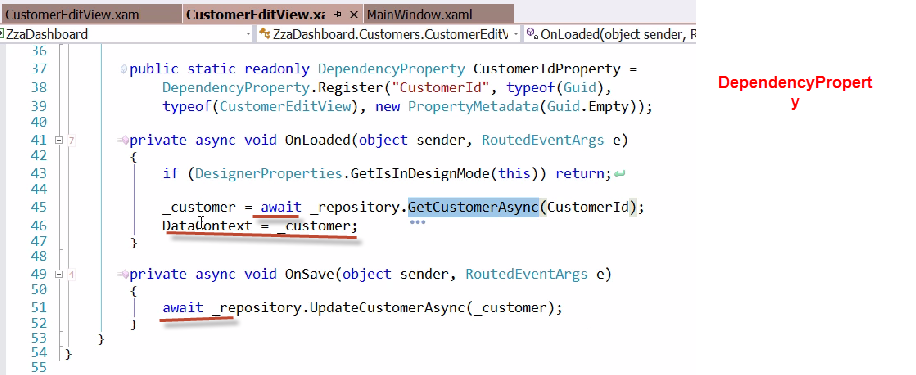 CustomerEditView.xam
CustomerEditView.xa
MainWindow.xaml
ZzaDashboard
ZzaDashboard.Customers.CustomerEditV
OnLoaded(object sender, R
36
37 public static readonly DependencyProperty CustomerIdProperty =
38 DependencyProperty.Register("CustomerId", typeof(Guid),
39 typeof(CustomerEditView), new PropertyMetadata(Guid.Empty));
40
41 7 private async void OnLoaded(object sender, RoutedEventArgs e)
42 {
43 if (DesignerProperties.GetIsInDesignMode(this)) return;
44
45 _customer = await _repository.GetCustomerAsync(CustomerId);
46 DataContext = _customer;
47 }
48
49 4 private async void OnSave(object sender, RoutedEventArgs e)
50 {
51 await _repository.UpdateCustomerAsync(_customer);
52 }
53 }
54 }
55
DependencyPropert
y